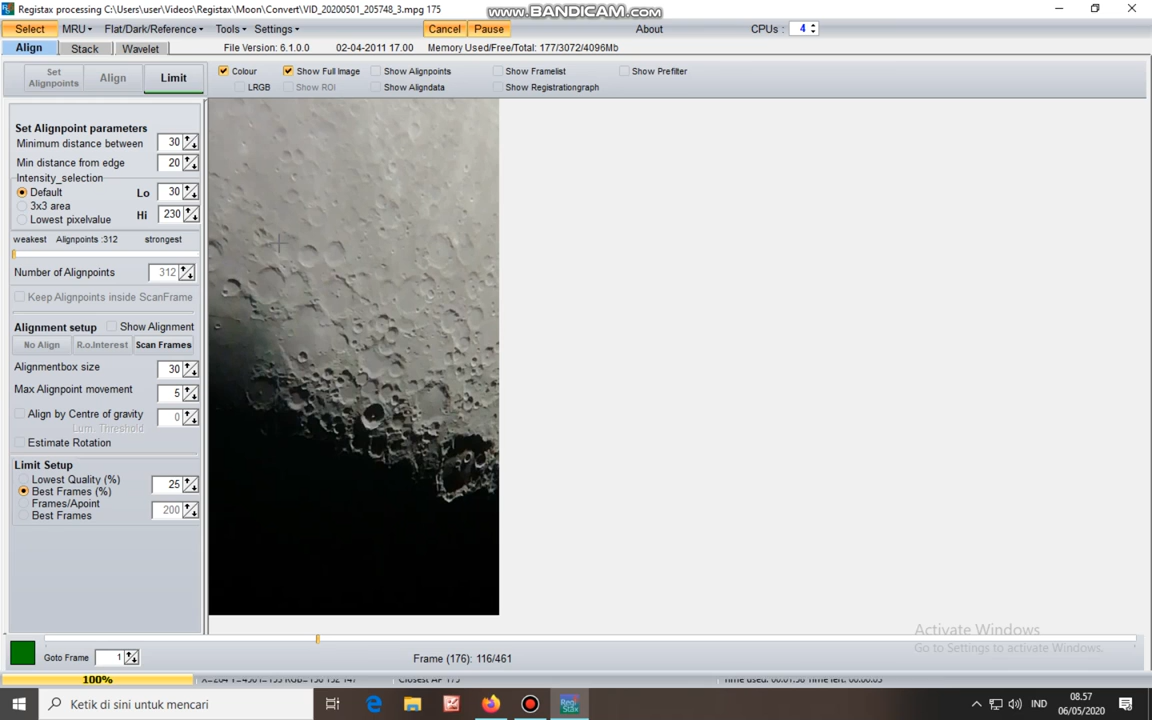 Registax processing C:\Users\user\Videos\Registax\Moon\Convert\VID_20200501_205748_3.mpg 175
www.BANDICAM.com
Select MRU Flat/Dark/Reference Tools Settings Cancel Pause About CPUs : 4
Align Stack Wavelet File Version: 6.1.0.0 02-04-2011 17.00 Memory Used/Free/Total: 177/3072/4096Mb
Set Alignpoints Align Limit
Colour Show Full Image Show Alignpoints Show Framelist Show Prefilter
LRGB Show ROI Show Aligndata Show Registrationgraph
Set Alignpoint parameters
Minimum distance between 30
Min distance from edge 20
Intensity_selection
Default Lo 30
3x3 area
Lowest pixelvalue Hi 230
weakest Alignpoints :312 strongest
Number of Alignpoints 312
Keep Alignpoints inside ScanFrame
Alignment setup Show Alignment
No Align R.o.Interest Scan Frames
Alignmentbox size 30
Max Alignpoint movement 5
Align by Centre of gravity 0
Lum. Threshold
Estimate Rotation
Limit Setup
Lowest Quality (%)
Best Frames (%) 25
Frames/Apoint
Best Frames 200
Activate Windows
Go to Settings to activate Windows.
Goto Frame 1 Frame (176): 116/461
100%
Ketik di sini untuk mencari
IND
08.57
06/05/2020